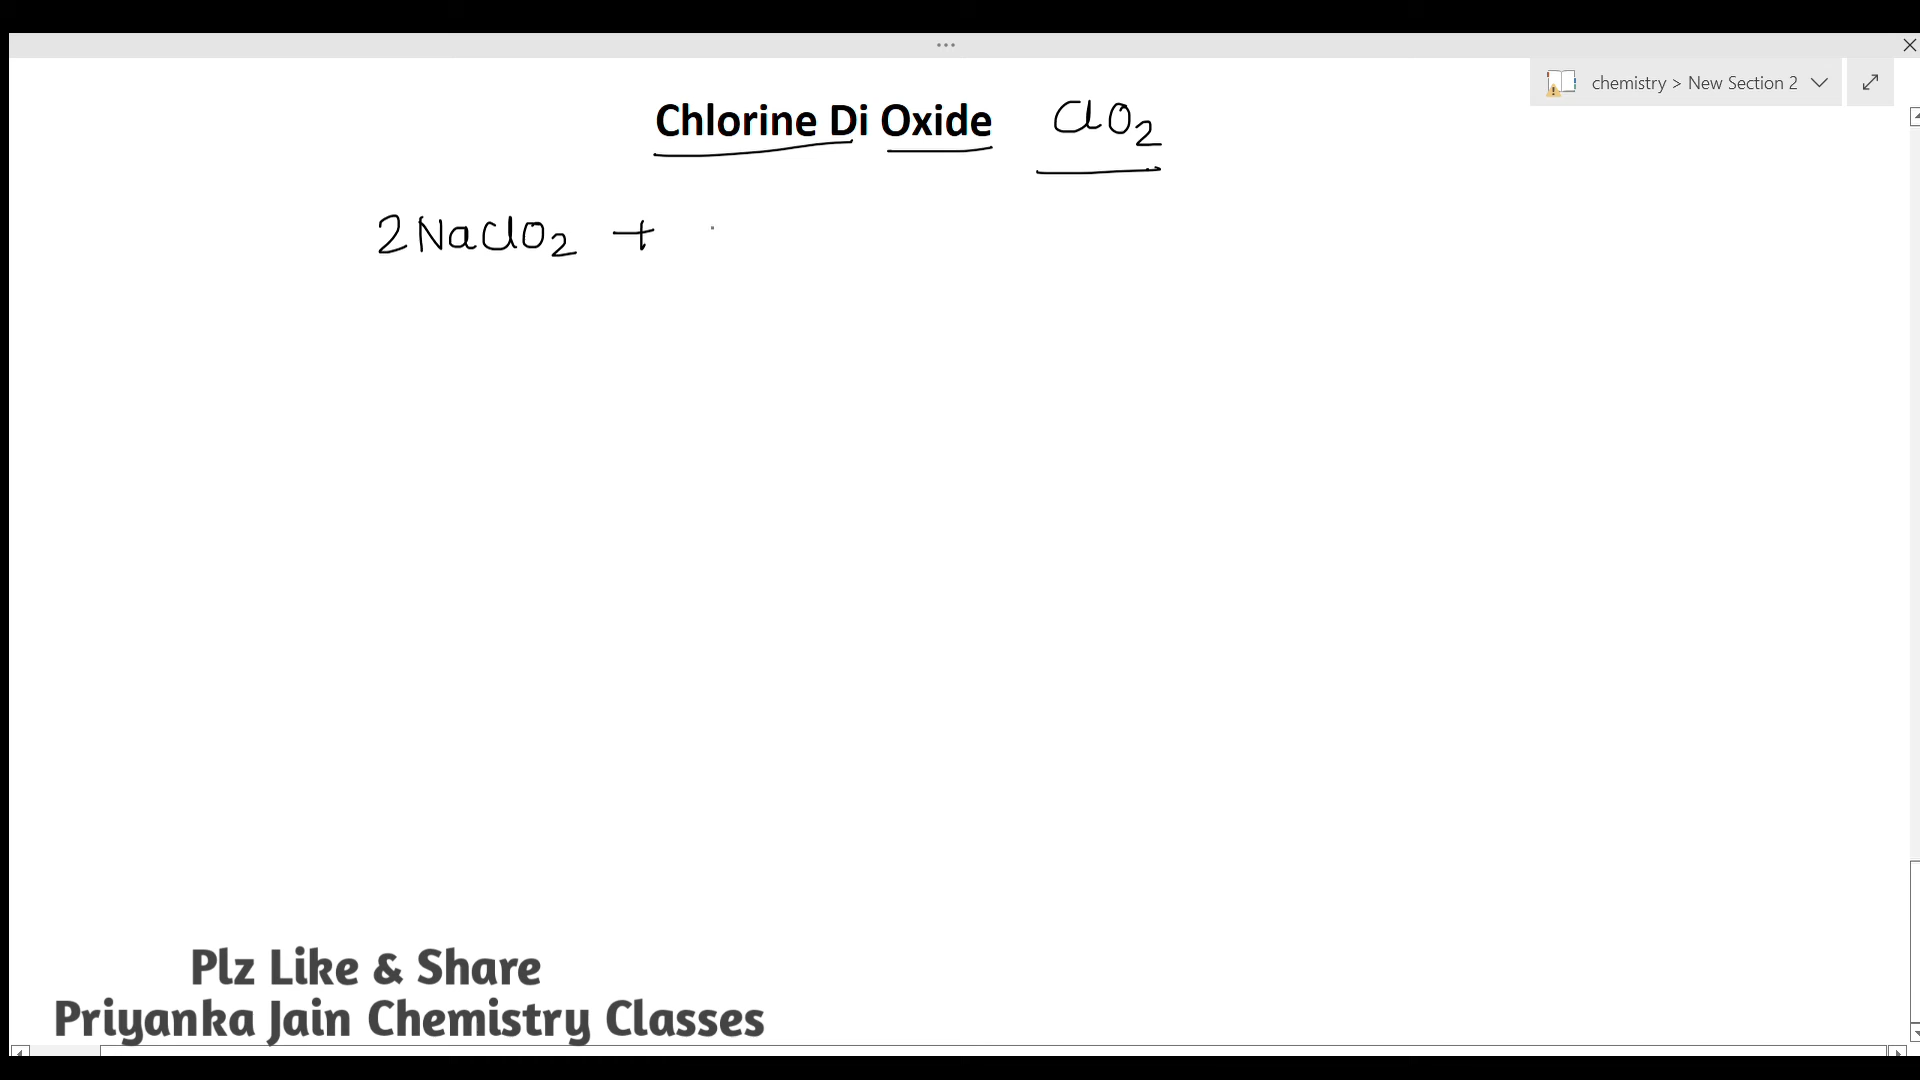 chemistry > New Section 2
Chlorine Di Oxide ClO₂
2NaClO₂ +
Plz Like & Share
Priyanka Jain Chemistry Classes